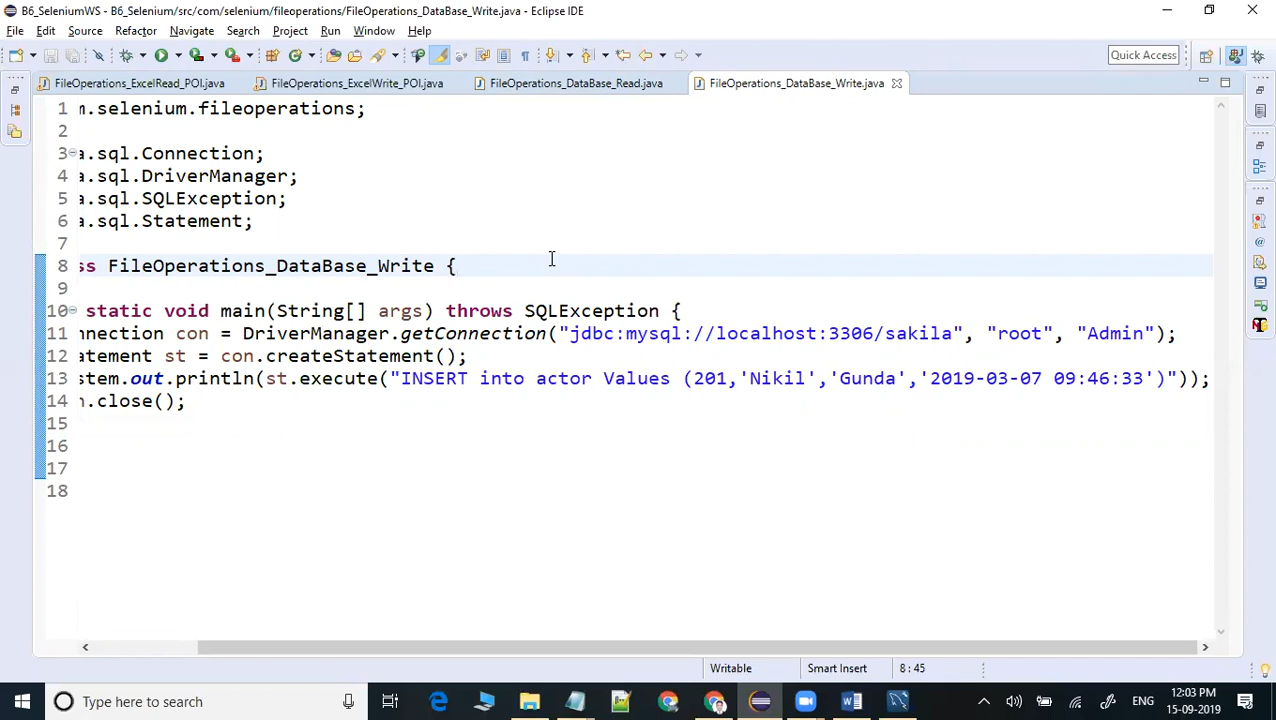 B6_SeleniumWS - B6_Selenium/src/com/selenium/fileoperations/FileOperations_DataBase_Write.java - Eclipse IDE
File Edit Source Refactor Navigate Search Project Run Window Help
Quick Access
FileOperations_ExcelRead_POI.java FileOperations_ExcelWrite_POI.java FileOperations_DataBase_Read.java FileOperations_DataBase_Write.java
1 m.selenium.fileoperations;
2
3 a.sql.Connection;
4 a.sql.DriverManager;
5 a.sql.SQLException;
6 a.sql.Statement;
7
8 ss FileOperations_DataBase_Write {
9
10 static void main(String[] args) throws SQLException {
11 nnection con = DriverManager.getConnection("jdbc:mysql://localhost:3306/sakila", "root", "Admin");
12 atement st = con.createStatement();
13 stem.out.println(st.execute("INSERT into actor Values (201,'Nikil','Gunda','2019-03-07 09:46:33')"));
14 n.close();
15
16
17
18
Writable Smart Insert 8 : 45
Type here to search
ENG
12:03 PM
15-09-2019